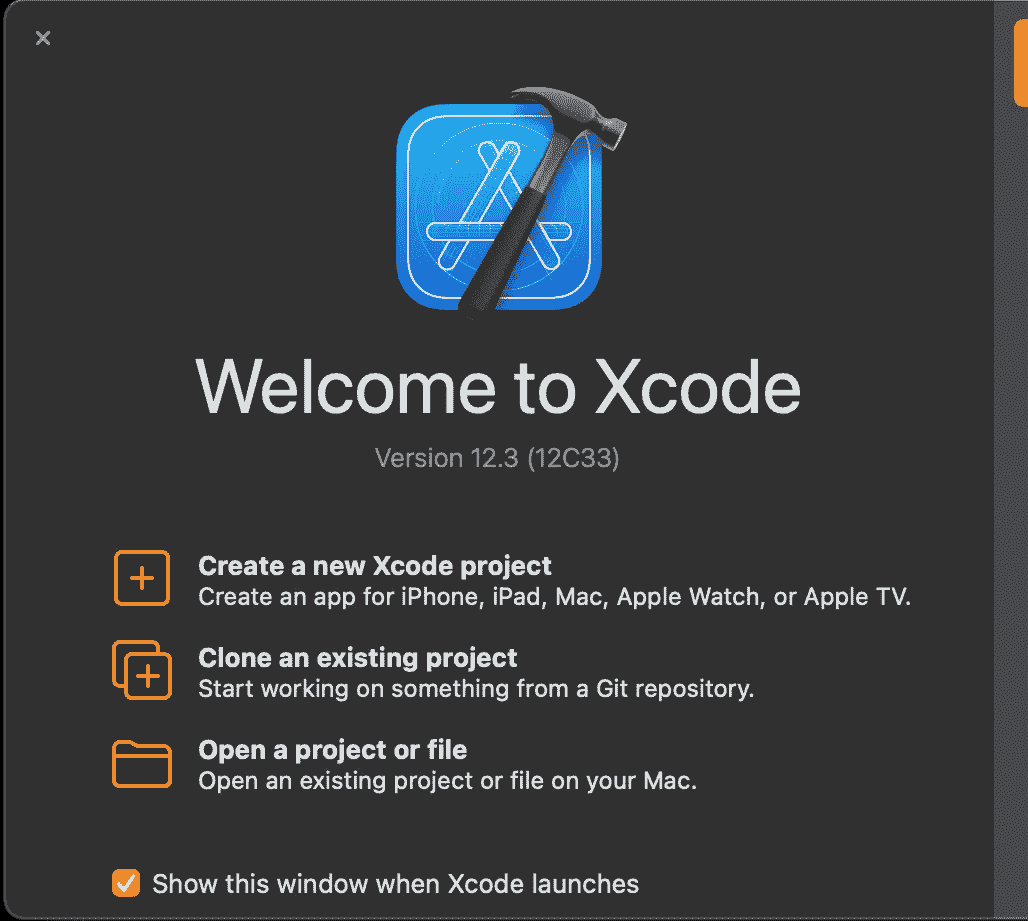 Welcome to Xcode
Version 12.3 (12C33)
Create a new Xcode project
Create an app for iPhone, iPad, Mac, Apple Watch, or Apple TV.
Clone an existing project
Start working on something from a Git repository.
Open a project or file
Open an existing project or file on your Mac.
Show this window when Xcode launches